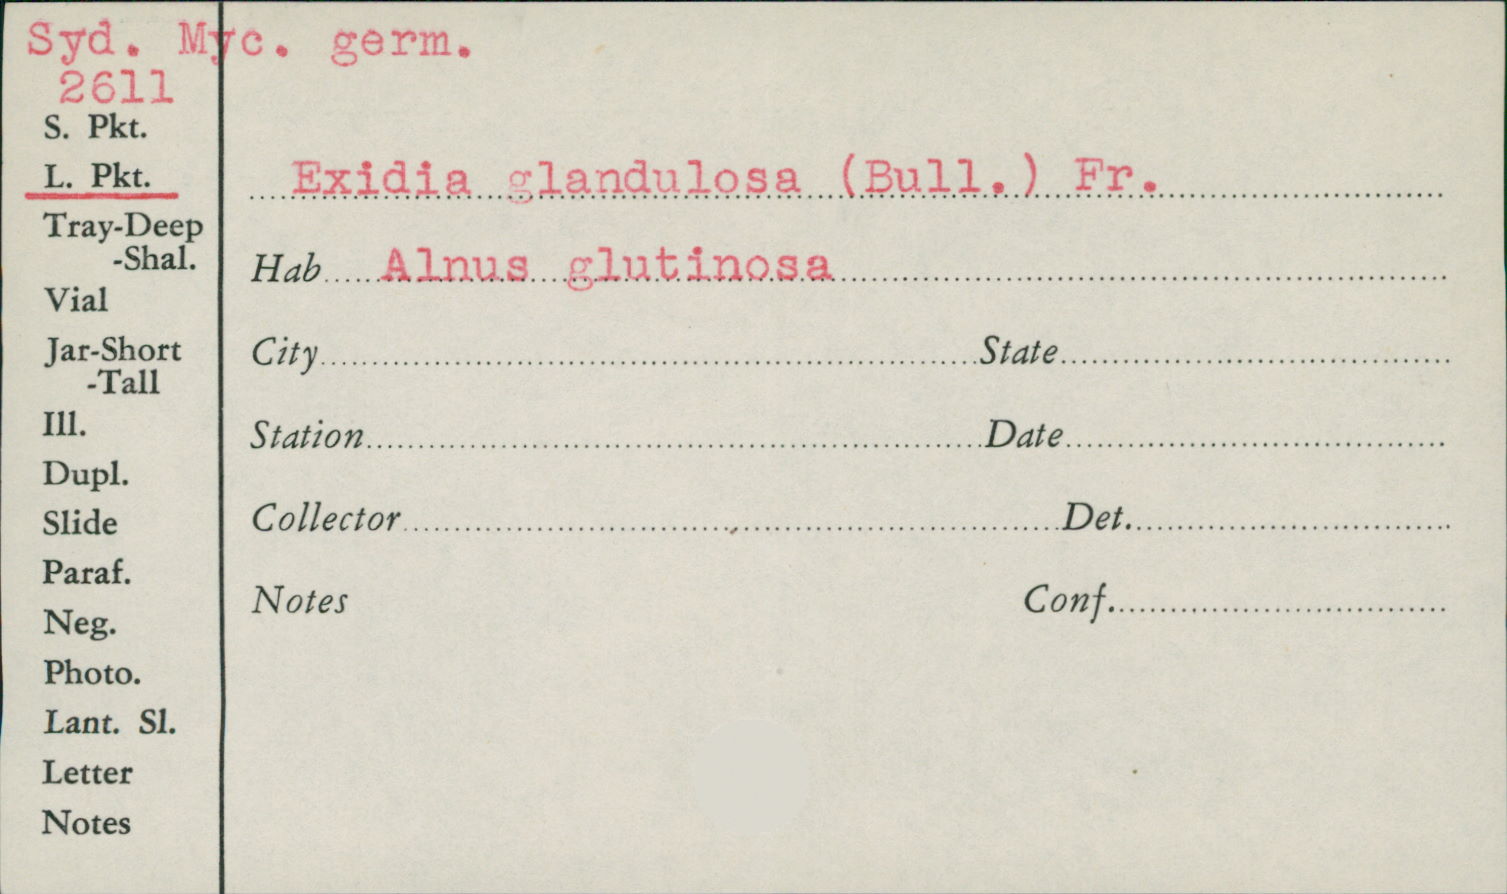 Syd. Myc. germ.
2611
S. Pkt.
L. Pkt.
Tray-Deep
-Shal.
Vial
Jar-Short
-Tall
Ill.
Dupl.
Slide
Paraf.
Neg.
Photo.
Lant. Sl.
Letter
Notes
Exidia glandulosa (Bull.) Fr.
Hab Alnus glutinosa
City State
Station Date
Collector Det.
Notes Conf.